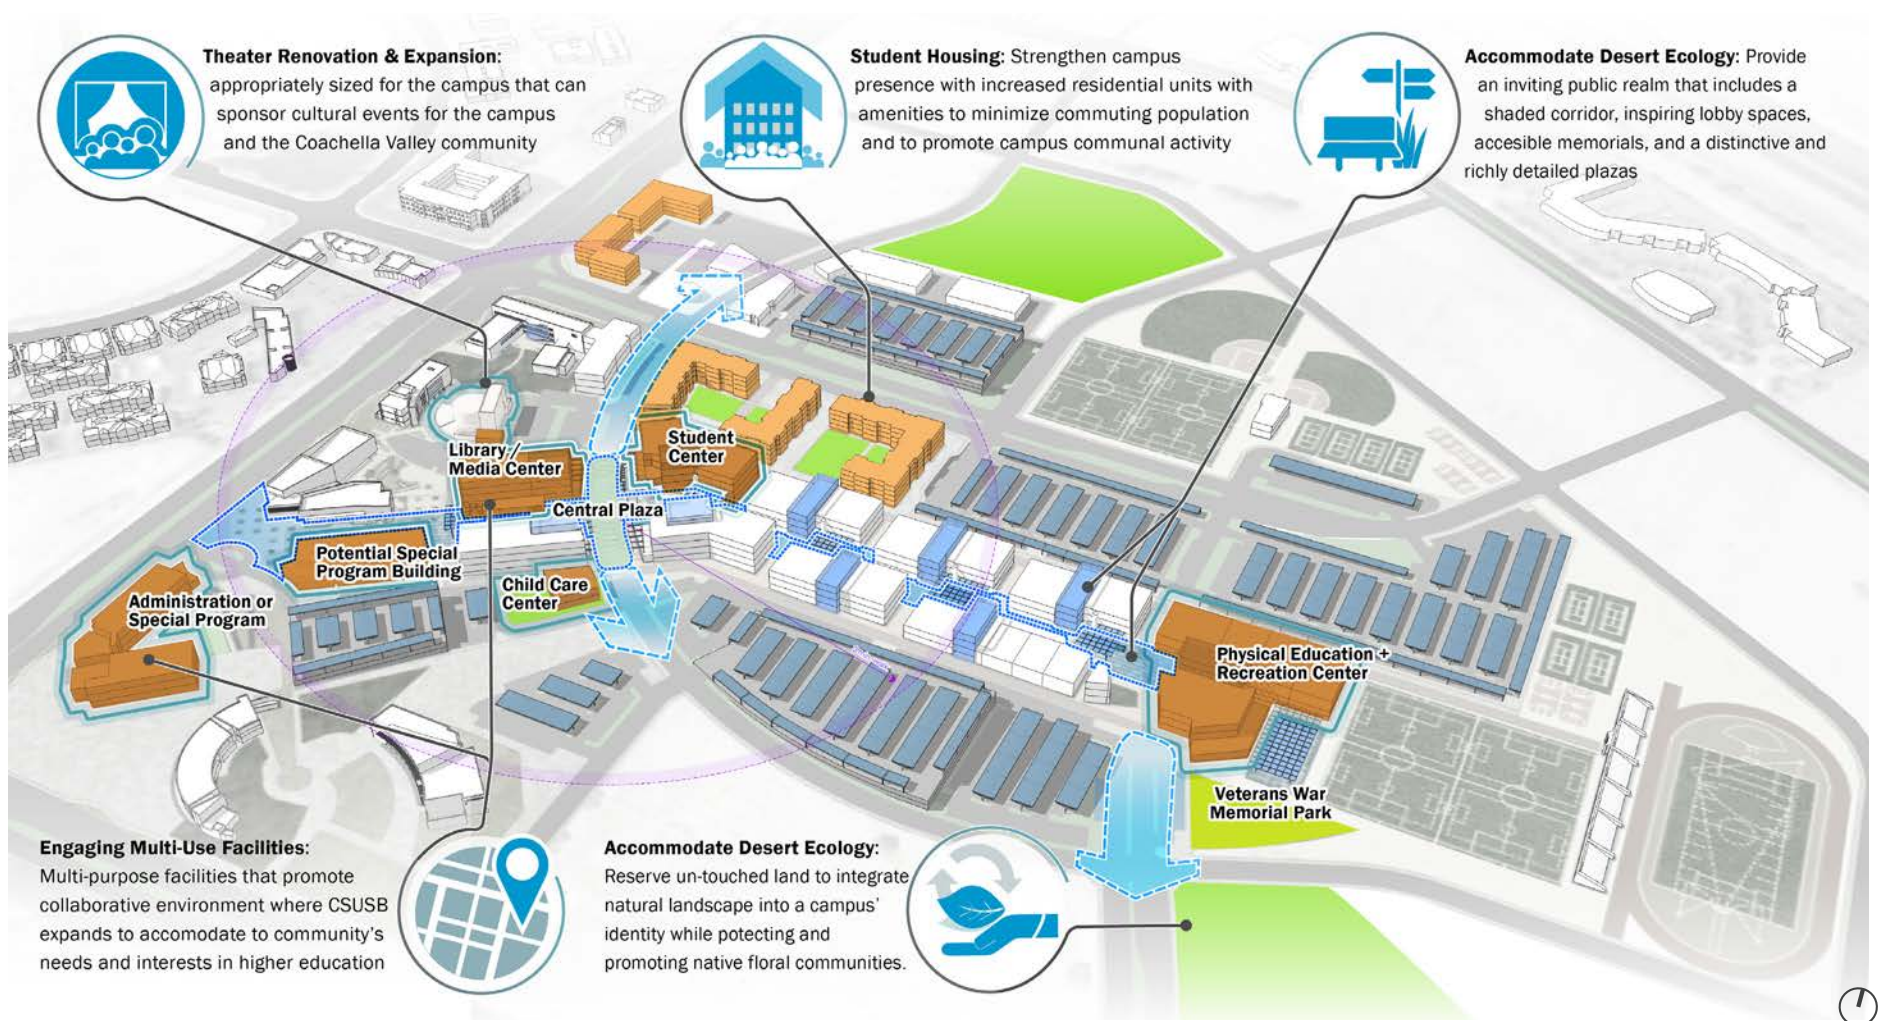 Theater Renovation & Expansion:
appropriately sized for the campus that can
sponsor cultural events for the campus
and the Coachella Valley community
Student Housing: Strengthen campus
presence with increased residential units with
amenities to minimize commuting population
and to promote campus communal activity
Accommodate Desert Ecology: Provide
an inviting public realm that includes a
shaded corridor, inspiring lobby spaces,
accesible memorials, and a distinctive and
richly detailed plazas
Library /
Media Center
Student
Center
Central Plaza
Potential Special
Program Building
Child Care
Center
Administration or
Special Program
Physical Education +
Recreation Center
Veterans War
Memorial Park
Engaging Multi-Use Facilities:
Multi-purpose facilities that promote
collaborative environment where CSUSB
expands to accomodate to community's
needs and interests in higher education
Accommodate Desert Ecology:
Reserve un-touched land to integrate
natural landscape into a campus'
identity while potecting and
promoting native floral communities.